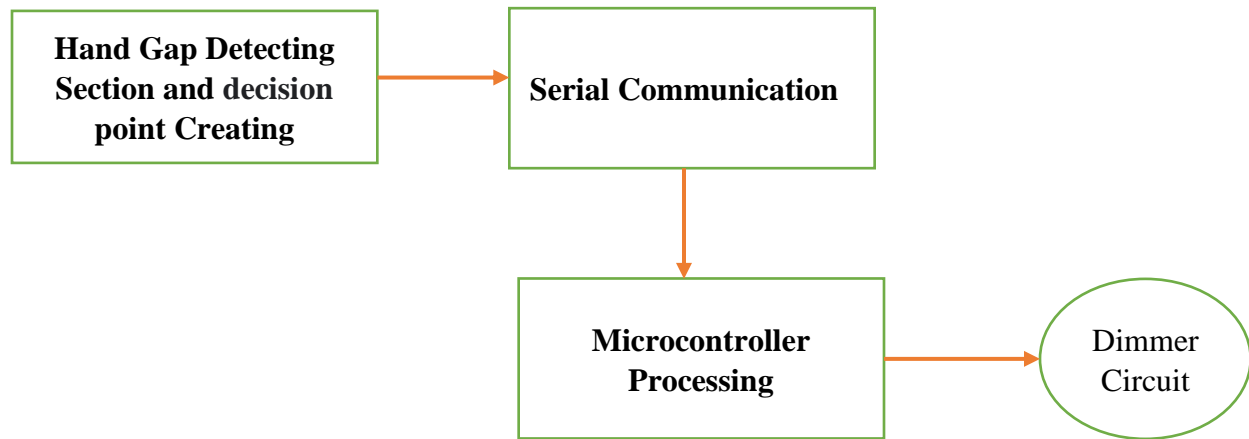 Hand Gap Detecting
Section and decision
point Creating
Serial Communication
Microcontroller
Processing
Dimmer
Circuit